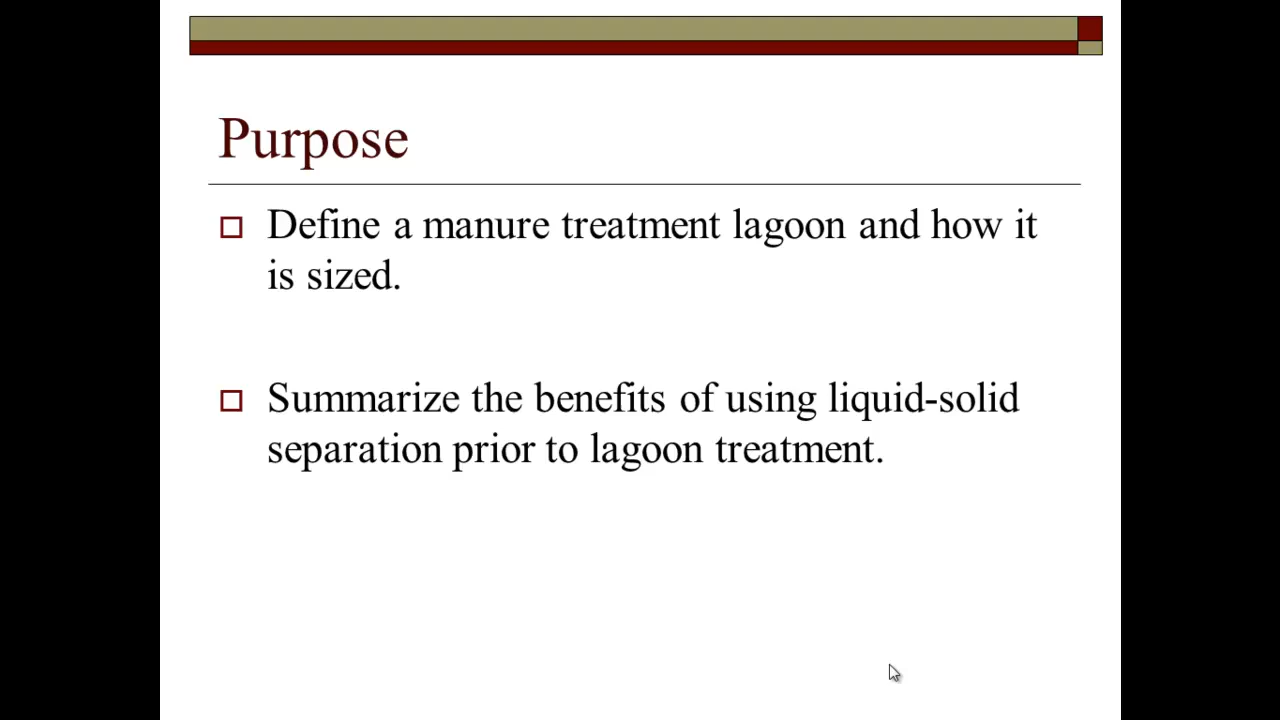 Purpose
Define a manure treatment lagoon and how it
is sized.
Summarize the benefits of using liquid-solid
separation prior to lagoon treatment.